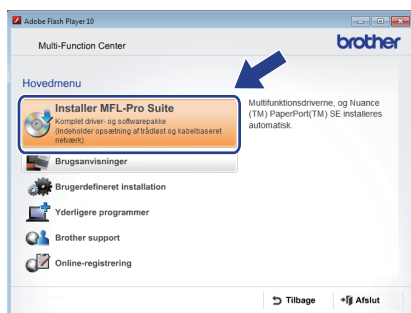 Adobe Flash Player 10
Multi-Function Center
brother
Hovedmenu
Installer MFL-Pro Suite
Komplet driver- og softwarepakke
(Indeholder opsætning af trådløst og kabelbaseret
netværk)
Multifunktionsdriverne, og Nuance
(TM) PaperPort(TM) SE installeres
automatisk.
Brugsanvisninger
Brugerdefineret installation
Yderligere programmer
Brother support
Online-registrering
Tilbage
Afslut